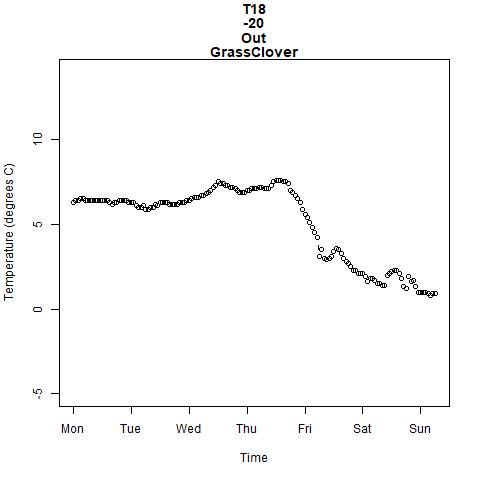 T18
-20
Out
GrassClover
Temperature (degrees C)
10
5
0
-5
Mon Tue Wed Thu Fri Sat Sun
Time